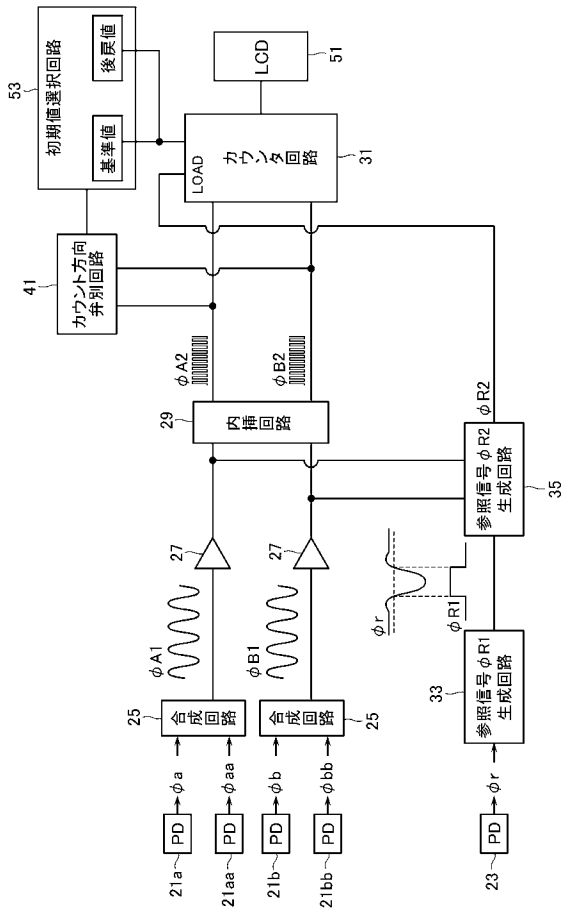 53
初期値選択回路
基準値
後戻値
41
カウント方向
弁別回路
LOAD
カウンタ回路
31
LCD
51
φA2
φB2
29
内挿回路
27
27
φA1
φB1
25
合成回路
25
合成回路
21a
PD
φa
21aa
PD
φaa
21b
PD
φb
21bb
PD
φbb
23
PD
φr
33
参照信号φR1
生成回路
φr
φR1
35
参照信号φR2
生成回路
φR2